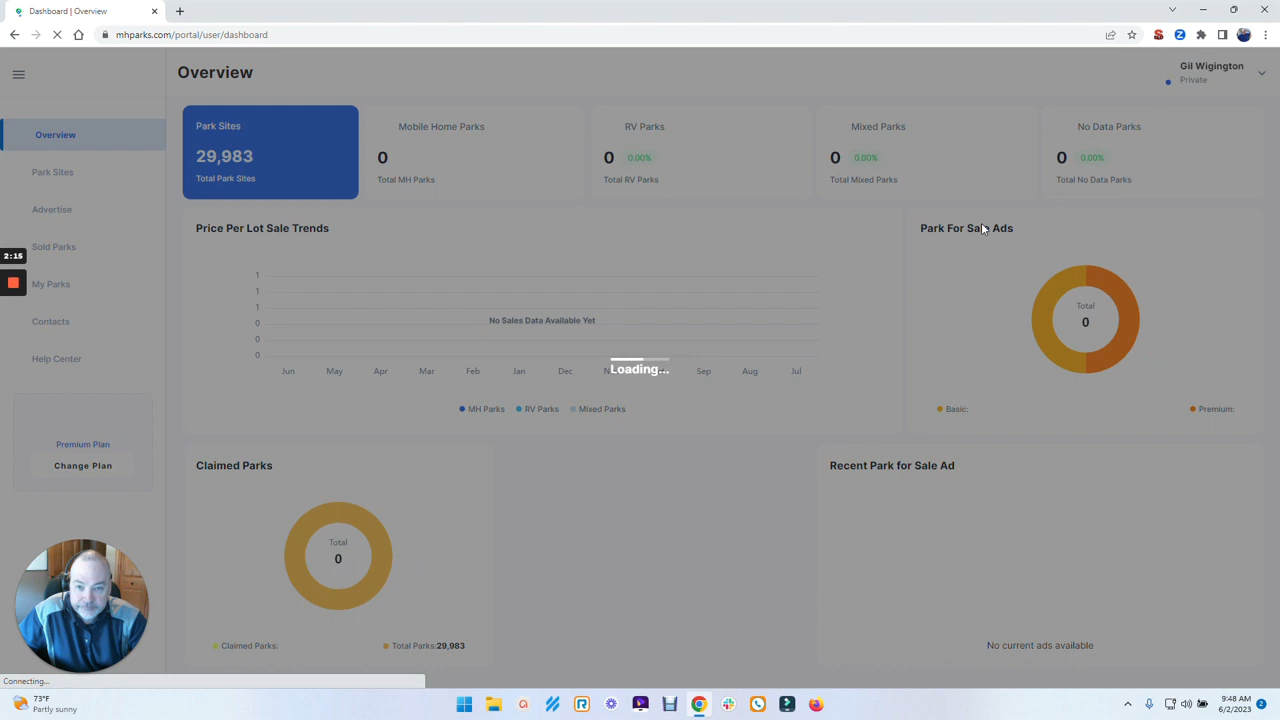 Dashboard | Overview
mhparks.com/portal/user/dashboard
Overview
Gil Wigington
Private
Overview
Park Sites
Advertise
Sold Parks
My Parks
Contacts
Help Center
Premium Plan
Change Plan
2:15
Park Sites
29,983
Total Park Sites
Mobile Home Parks
0
Total MH Parks
RV Parks
0 0.00%
Total RV Parks
Mixed Parks
0 0.00%
Total Mixed Parks
No Data Parks
0 0.00%
Total No Data Parks
Price Per Lot Sale Trends
1
1
1
0
0
0
No Sales Data Available Yet
Loading...
Jun May Apr Mar Feb Jan Dec Sep Aug Jul
MH Parks RV Parks Mixed Parks
Park For Sale Ads
Total
0
Basic: Premium:
Claimed Parks
Total
0
Claimed Parks: Total Parks:29,983
Recent Park for Sale Ad
No current ads available
Connecting...
73°F
Partly sunny
9:48 AM
6/2/2023